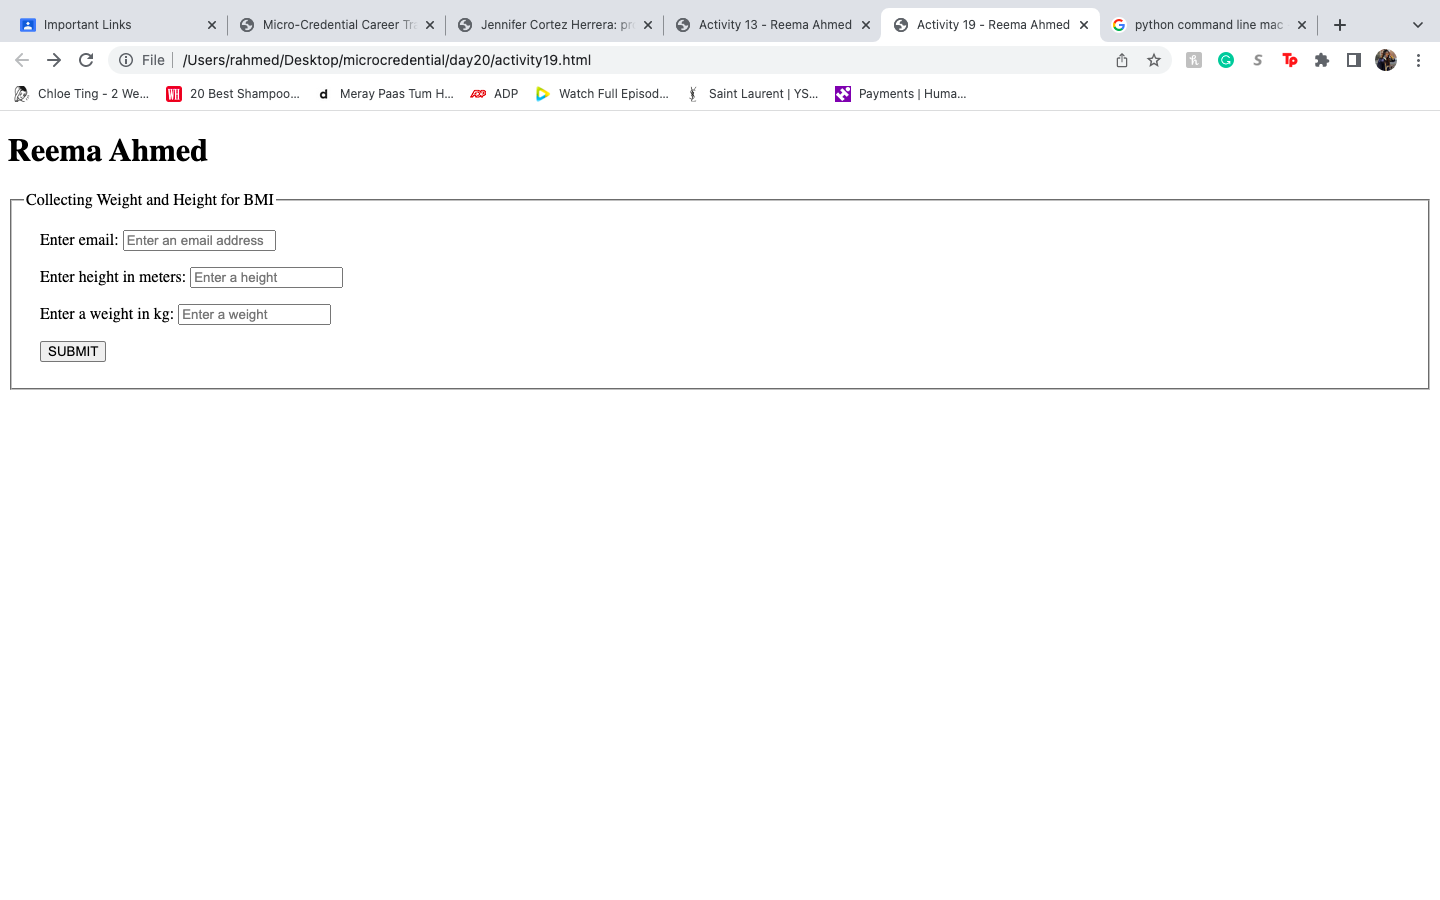 Important Links
Micro-Credential Career Tra
Jennifer Cortez Herrera: pr
Activity 13 - Reema Ahmed
Activity 19 - Reema Ahmed
python command line mac
File
/Users/rahmed/Desktop/microcredential/day20/activity19.html
Chloe Ting - 2 We...
20 Best Shampoo...
Meray Paas Tum H...
ADP
Watch Full Episod...
Saint Laurent | YS...
Payments | Huma...
Reema Ahmed
Collecting Weight and Height for BMI
Enter email: Enter an email address
Enter height in meters: Enter a height
Enter a weight in kg: Enter a weight
SUBMIT